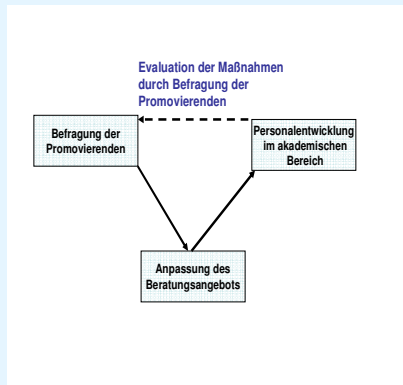 Evaluation der Maßnahmen
durch Befragung der
Promovierenden
Befragung der
Promovierenden
Personalentwicklung
im akademischen
Bereich
Anpassung des
Beratungsangebots